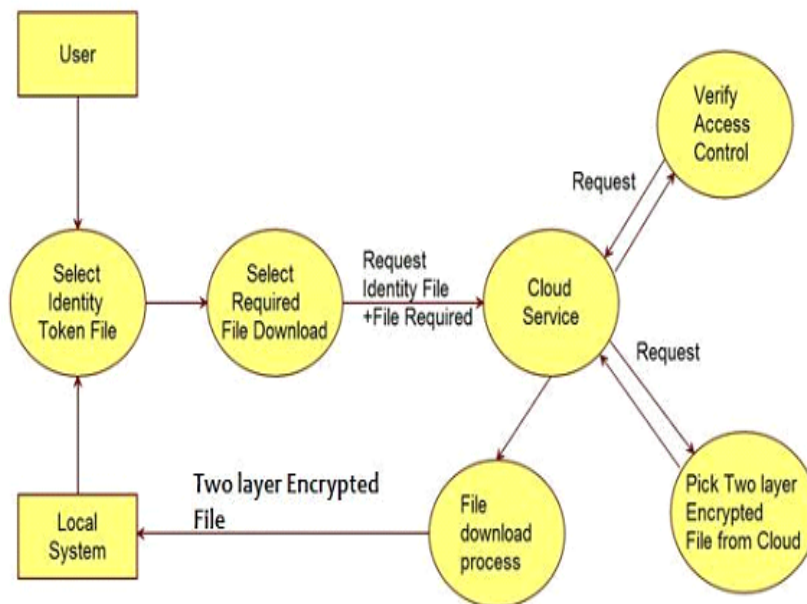 User
Verify
Access
Control
Request
Select
Identity
Token File
Select
Required
File Download
Request
Identity File
+File Required
Cloud
Service
Request
Two layer Encrypted
File
Local
System
File
download
process
Pick Two layer
Encrypted
File from Cloud